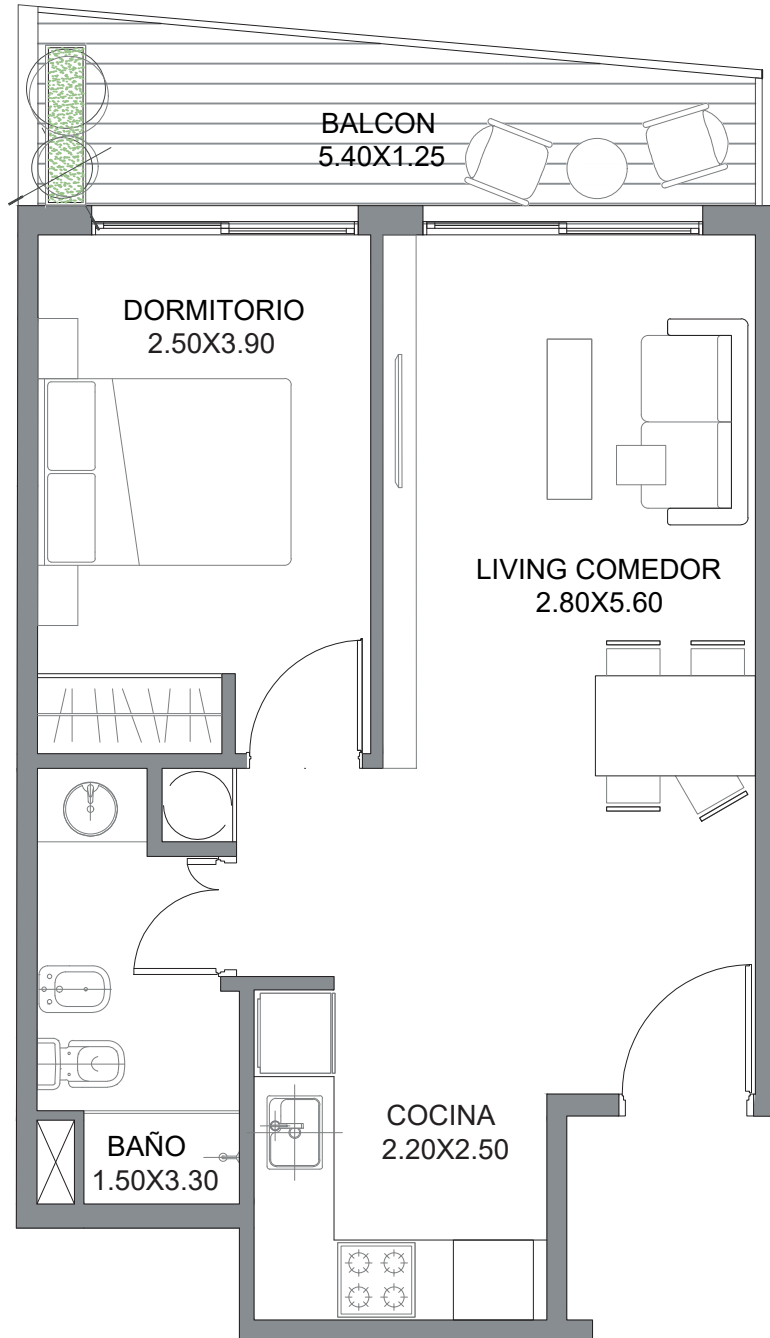 BALCON
5.40X1.25
DORMITORIO
2.50X3.90
LIVING COMEDOR
2.80X5.60
COCINA
2.20X2.50
BAÑO
1.50X3.30